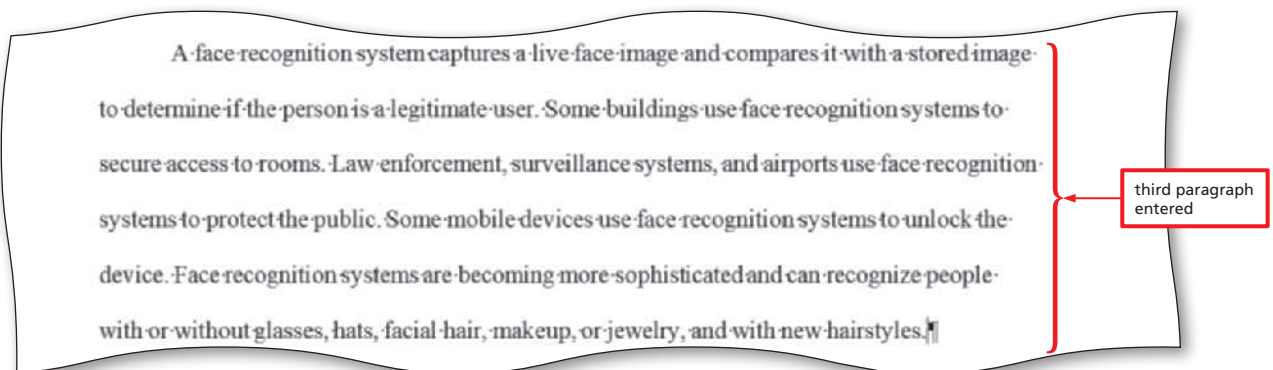 A face recognition system captures a live face image and compares it with a stored image
to determine if the person is a legitimate user. Some buildings use face recognition systems to
secure access to rooms. Law enforcement, surveillance systems, and airports use face recognition
systems to protect the public. Some mobile devices use face recognition systems to unlock the
device. Face recognition systems are becoming more sophisticated and can recognize people
with or without glasses, hats, facial hair, makeup, or jewelry, and with new hairstyles.¶
third paragraph
entered